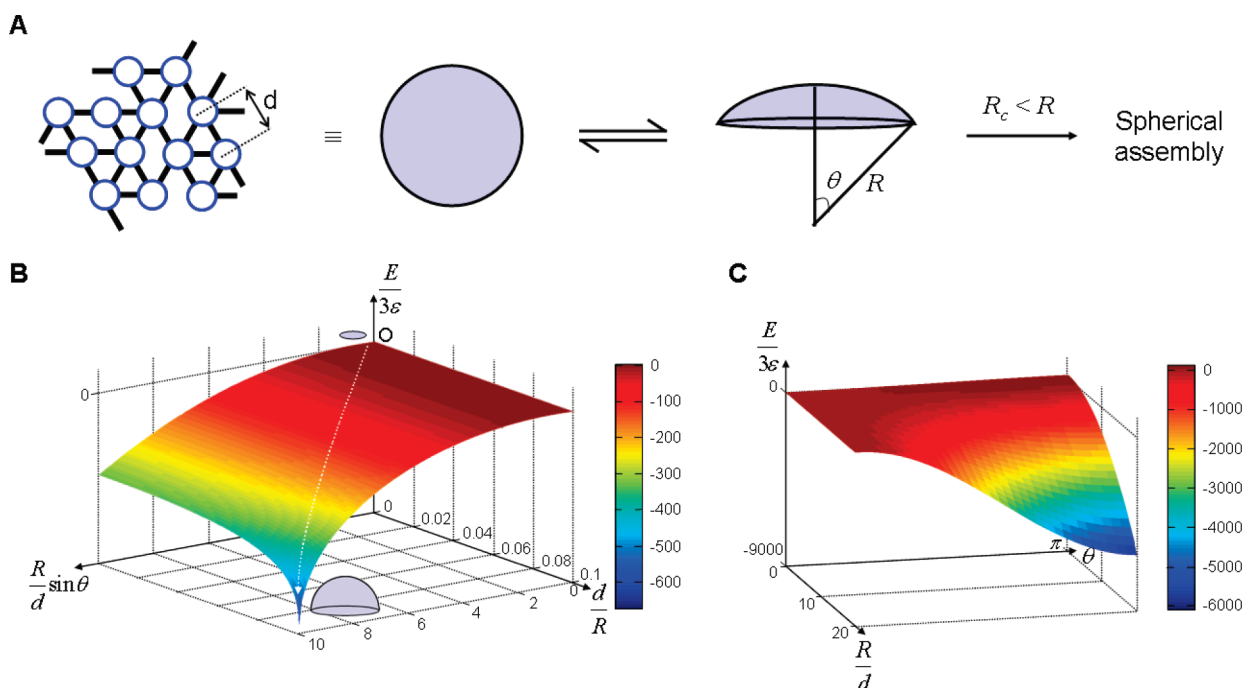 A
d
≡
θ
R
R_c < R
Spherical
assembly
B
E
3ε
O
0
0
0.02
0.04
0.06
0.08
0.1
0
2
4
6
8
10
R
d
sinθ
d
R
0
-100
-200
-300
-400
-500
-600
C
E
3ε
0
-9000
0
10
20
π
θ
R
d
0
-1000
-2000
-3000
-4000
-5000
-6000